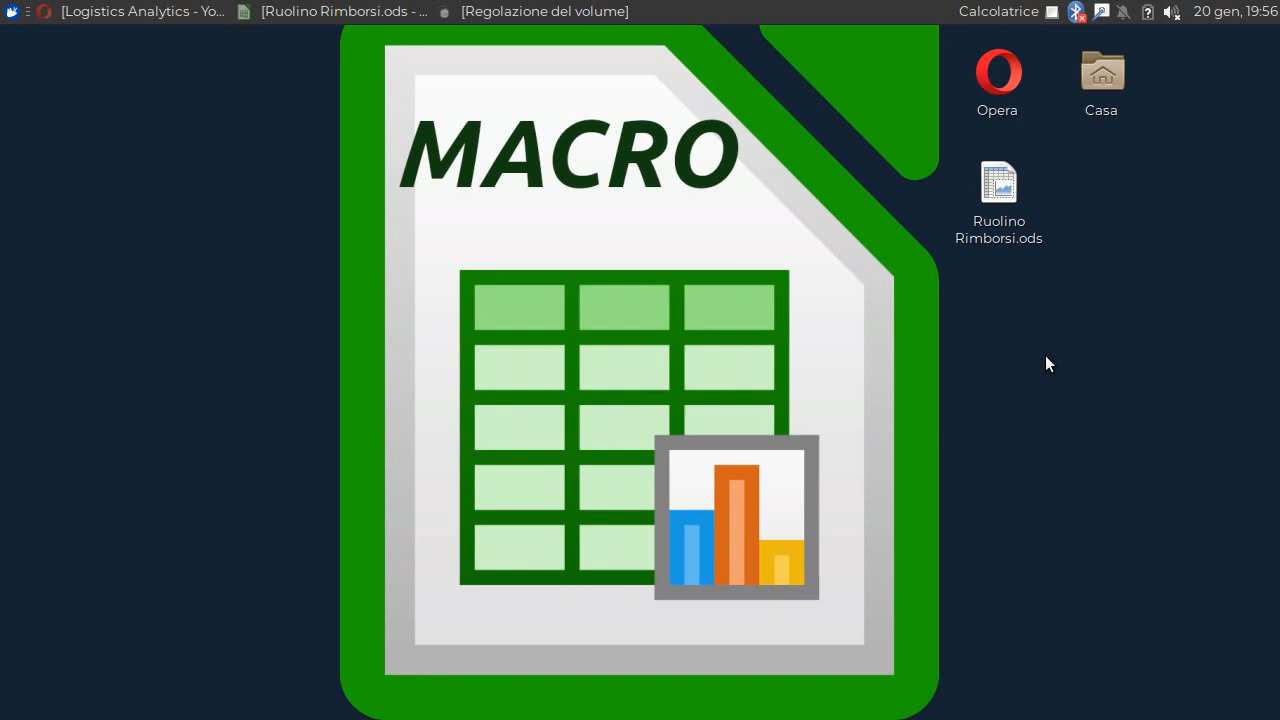 [Logistics Analytics - Yo... [Ruolino Rimborsi.ods - ... [Regolazione del volume] Calcolatrice 20 gen, 19:56
MACRO
Opera Casa
Ruolino
Rimborsi.ods